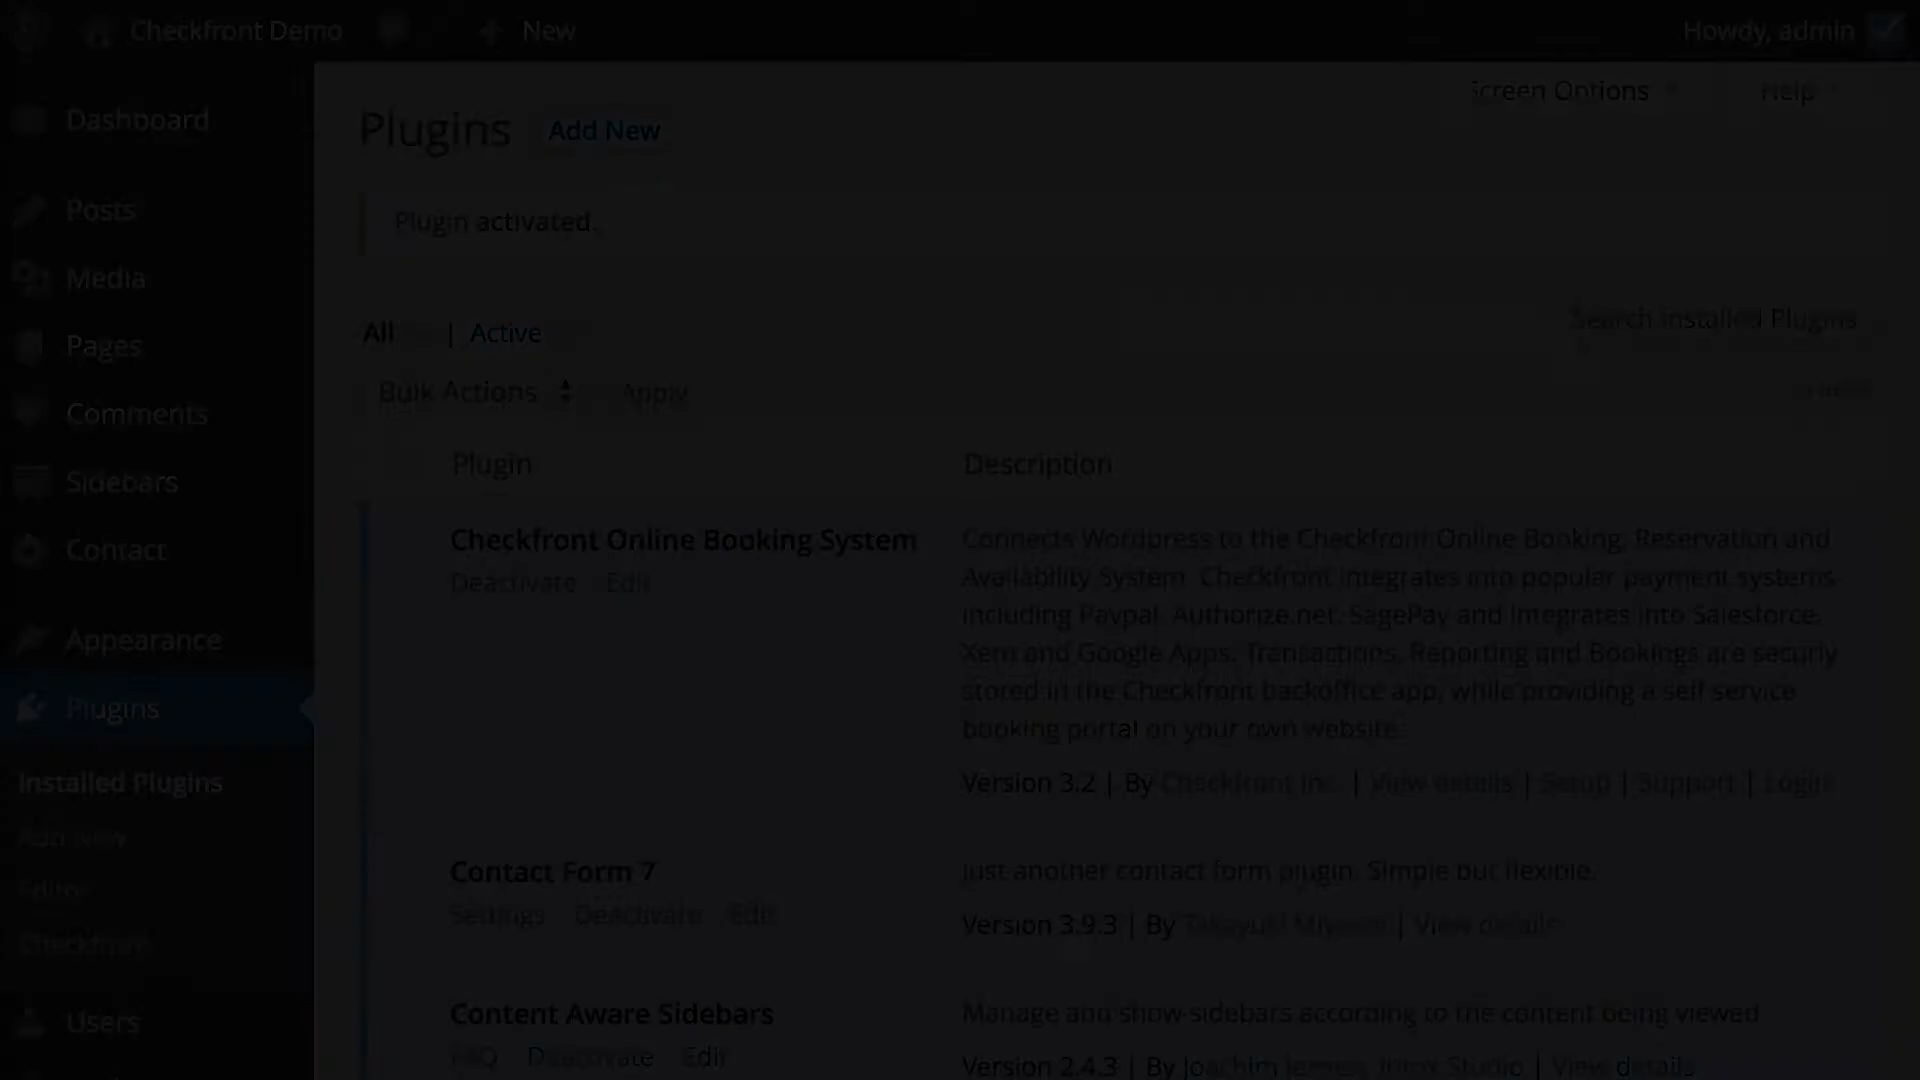 Checkfront Demo
New
Howdy, admin
Screen Options
Help
Dashboard
Posts
Media
Pages
Comments
Sidebars
Contact
Appearance
Plugins
Installed Plugins
Add New
Editor
Checkfront
Users
Plugins
Add New
Plugin activated.
All | Active
Search Installed Plugins
Bulk Actions
Apply
Plugin
Description
Checkfront Online Booking System
Deactivate Edit
Connects Wordpress to the Checkfront Online Booking, Reservation and
Availability System. Checkfront integrates into popular payment systems
including Paypal, Authorize.net, SagePay and integrates into Salesforce,
Xero and Google Apps. Transactions, Reporting and Bookings are securly
stored in the Checkfront backoffice app, while providing a self service
booking portal on your own website.
Version 3.2 | By Checkfront Inc. | View details | Setup | Support | Login
Contact Form 7
Settings Deactivate Edit
Just another contact form plugin. Simple but flexible.
Version 3.9.3 | By Takayuki Miyoshi | View details
Content Aware Sidebars
FAQ Deactivate Edit
Manage and show sidebars according to the content being viewed.
Version 2.4.3 | By Joachim Jensen, Intox Studio | View details